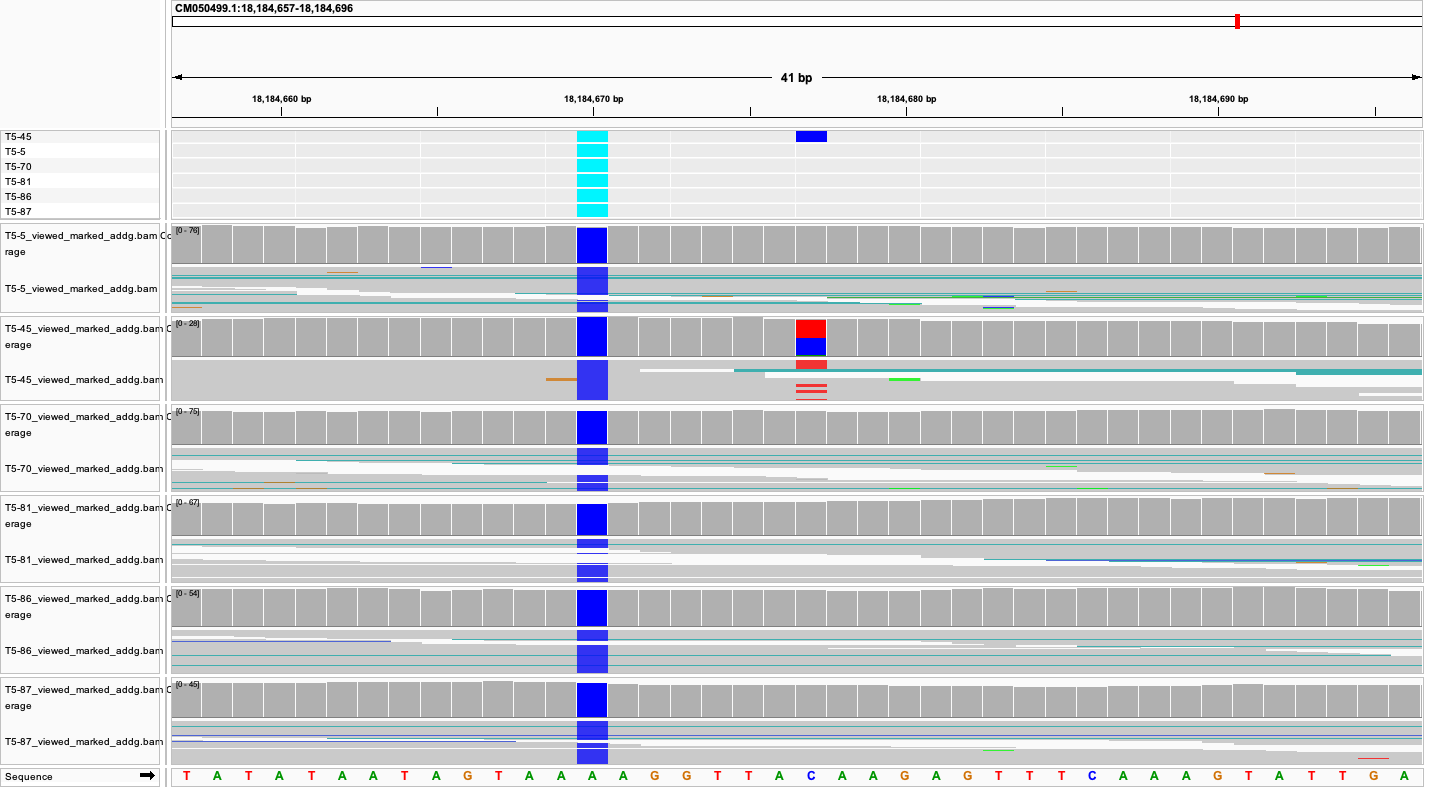 CM050499.1:18,184,657-18,184,696
41 bp
18,184,660 bp 18,184,670 bp 18,184,680 bp 18,184,690 bp
T5-45
T5-5
T5-70
T5-81
T5-86
T5-87
T5-5_viewed_marked_addg.bam Co
rage
[0 - 76]
T5-5_viewed_marked_addg.bam
T5-45_viewed_marked_addg.bam C
erage
[0 - 28]
T5-45_viewed_marked_addg.bam
T5-70_viewed_marked_addg.bam C
erage
[0 - 75]
T5-70_viewed_marked_addg.bam
T5-81_viewed_marked_addg.bam C
erage
[0 - 67]
T5-81_viewed_marked_addg.bam
T5-86_viewed_marked_addg.bam C
erage
[0 - 54]
T5-86_viewed_marked_addg.bam
T5-87_viewed_marked_addg.bam C
erage
[0 - 45]
T5-87_viewed_marked_addg.bam
Sequence T A T A T A A T A G T A A A A G G T T A C A A G A G T T T C A A A G T A T T G A